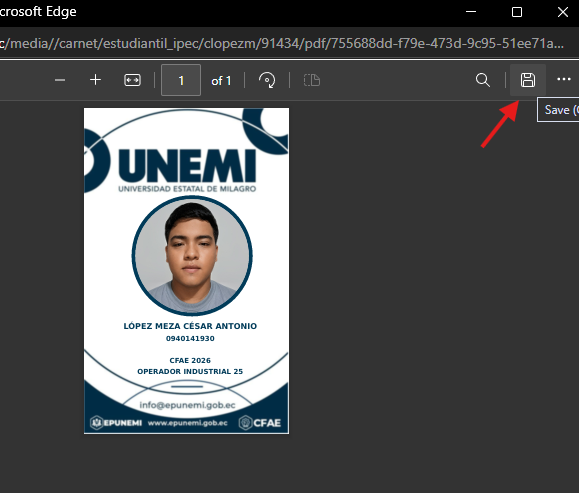 crosoft Edge
c/media//carnet/estudiantil_ipec/clopezm/91434/pdf/755688dd-f79e-473d-9c95-51ee71a...
1 of 1
Save (C
UNEMI
UNIVERSIDAD ESTATAL DE MILAGRO
LÓPEZ MEZA CÉSAR ANTONIO
0940141930
CFAE 2026
OPERADOR INDUSTRIAL 25
info@epunemi.gob.ec
EPUNEMI www.epunemi.gob.ec CFAE